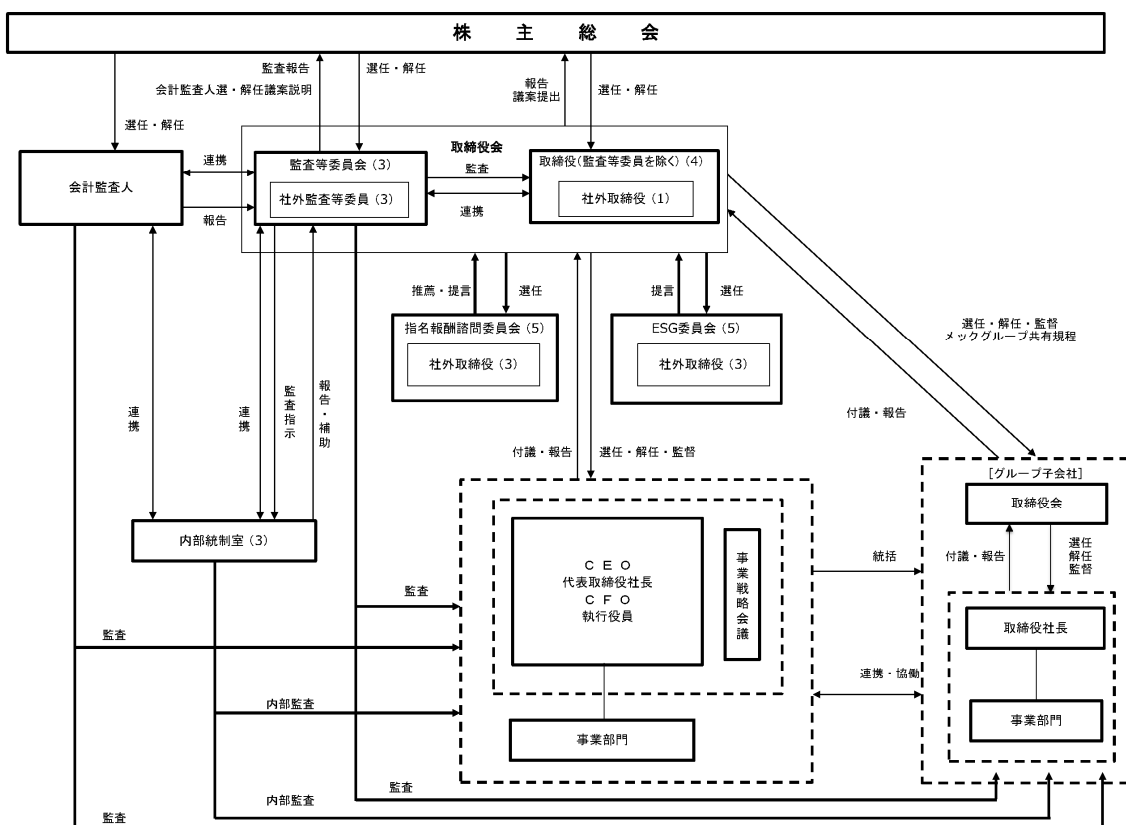 株主総会
監査報告
会計監査人選・解任議案説明
選任・解任
報告
議案提出
選任・解任
選任・解任
取締役会
会計監査人
連携
報告
監査等委員会(3)
社外監査等委員(3)
監査
連携
取締役(監査等委員を除く)(4)
社外取締役(1)
推薦・提言
選任
提言
選任
指名報酬諮問委員会(5)
社外取締役(3)
ESG委員会(5)
社外取締役(3)
選任・解任・監督
メックグループ共有規程
付議・報告
連携
連携
監査指示
報告・補助
付議・報告
選任・解任・監督
[グループ子会社]
取締役会
内部統制室(3)
付議・報告
選任
解任
監督
CEO
代表取締役社長
CFO
執行役員
事業戦略会議
統括
監査
取締役社長
監査
連携・協働
内部監査
事業部門
事業部門
監査
内部監査
監査